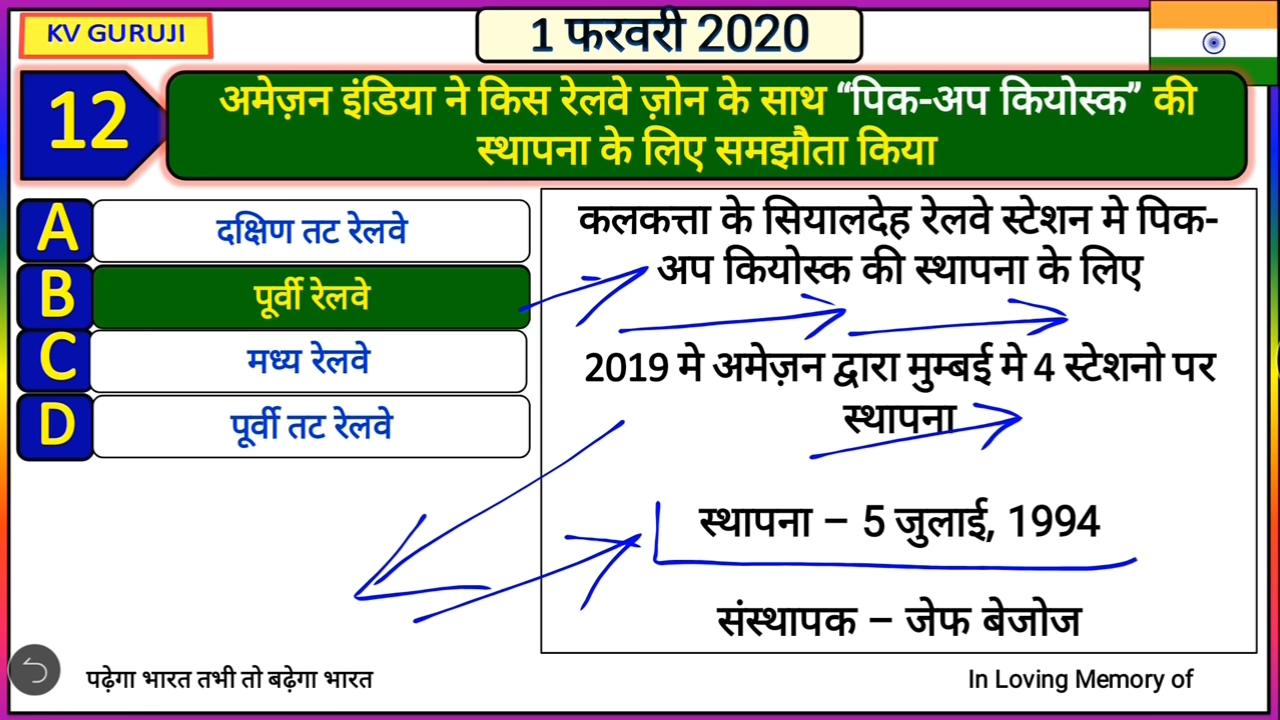 KV GURUJI
1 फरवरी 2020
12
अमेज़न इंडिया ने किस रेलवे ज़ोन के साथ “पिक-अप कियोस्क” की
स्थापना के लिए समझौता किया
A
दक्षिण तट रेलवे
B
पूर्वी रेलवे
C
मध्य रेलवे
D
पूर्वी तट रेलवे
कलकत्ता के सियालदेह रेलवे स्टेशन मे पिक-
अप कियोस्क की स्थापना के लिए
2019 मे अमेज़न द्वारा मुम्बई मे 4 स्टेशनो पर
स्थापना
स्थापना – 5 जुलाई, 1994
संस्थापक – जेफ बेजोज
पढ़ेगा भारत तभी तो बढ़ेगा भारत
In Loving Memory of